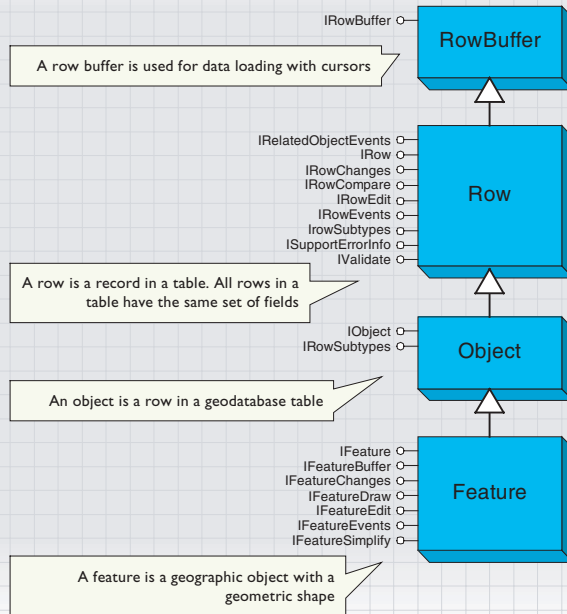 IRowBuffer
RowBuffer
A row buffer is used for data loading with cursors
IRelatedObjectEvents
IRow
IRowChanges
IRowCompare
IRowEdit
IRowEvents
IrowSubtypes
ISupportErrorInfo
IValidate
Row
A row is a record in a table. All rows in a
table have the same set of fields
IObject
IRowSubtypes
Object
An object is a row in a geodatabase table
IFeature
IFeatureBuffer
IFeatureChanges
IFeatureDraw
IFeatureEdit
IFeatureEvents
IFeatureSimplify
Feature
A feature is a geographic object with a
geometric shape